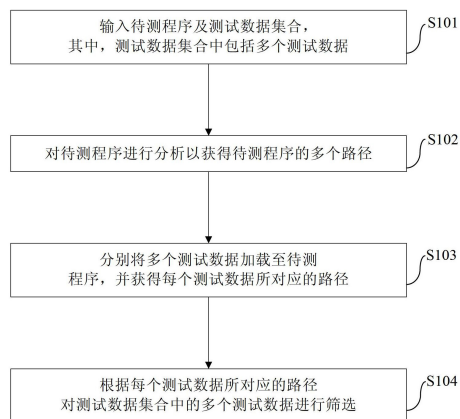 输入待测程序及测试数据集合，
其中，测试数据集合中包括多个测试数据
S101
对待测程序进行分析以获得待测程序的多个路径
S102
分别将多个测试数据加载至待测
程序，并获得每个测试数据所对应的路径
S103
根据每个测试数据所对应的路径
对测试数据集合中的多个测试数据进行筛选
S104